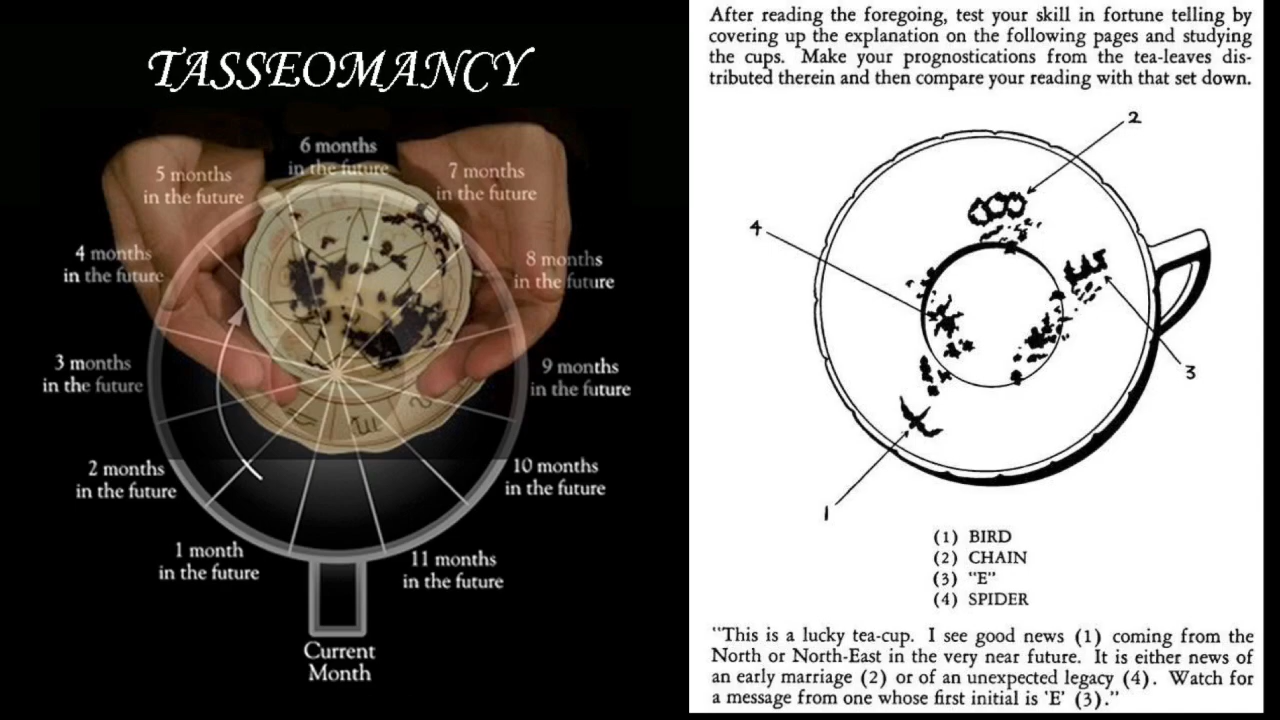 TASSEOMANCY
6 months
in the future
5 months
in the future
7 months
in the future
4 months
in the future
8 months
in the future
3 months
in the future
9 months
in the future
2 months
in the future
10 months
in the future
1 month
in the future
11 months
in the future
Current
Month
After reading the foregoing, test your skill in fortune telling by
covering up the explanation on the following pages and studying
the cups. Make your prognostications from the tea-leaves dis-
tributed therein and then compare your reading with that set down.
2
4
3
1
(1) BIRD
(2) CHAIN
(3) "E"
(4) SPIDER
"This is a lucky tea-cup. I see good news (1) coming from the
North or North-East in the very near future. It is either news of
an early marriage (2) or of an unexpected legacy (4). Watch for
a message from one whose first initial is 'E' (3)."